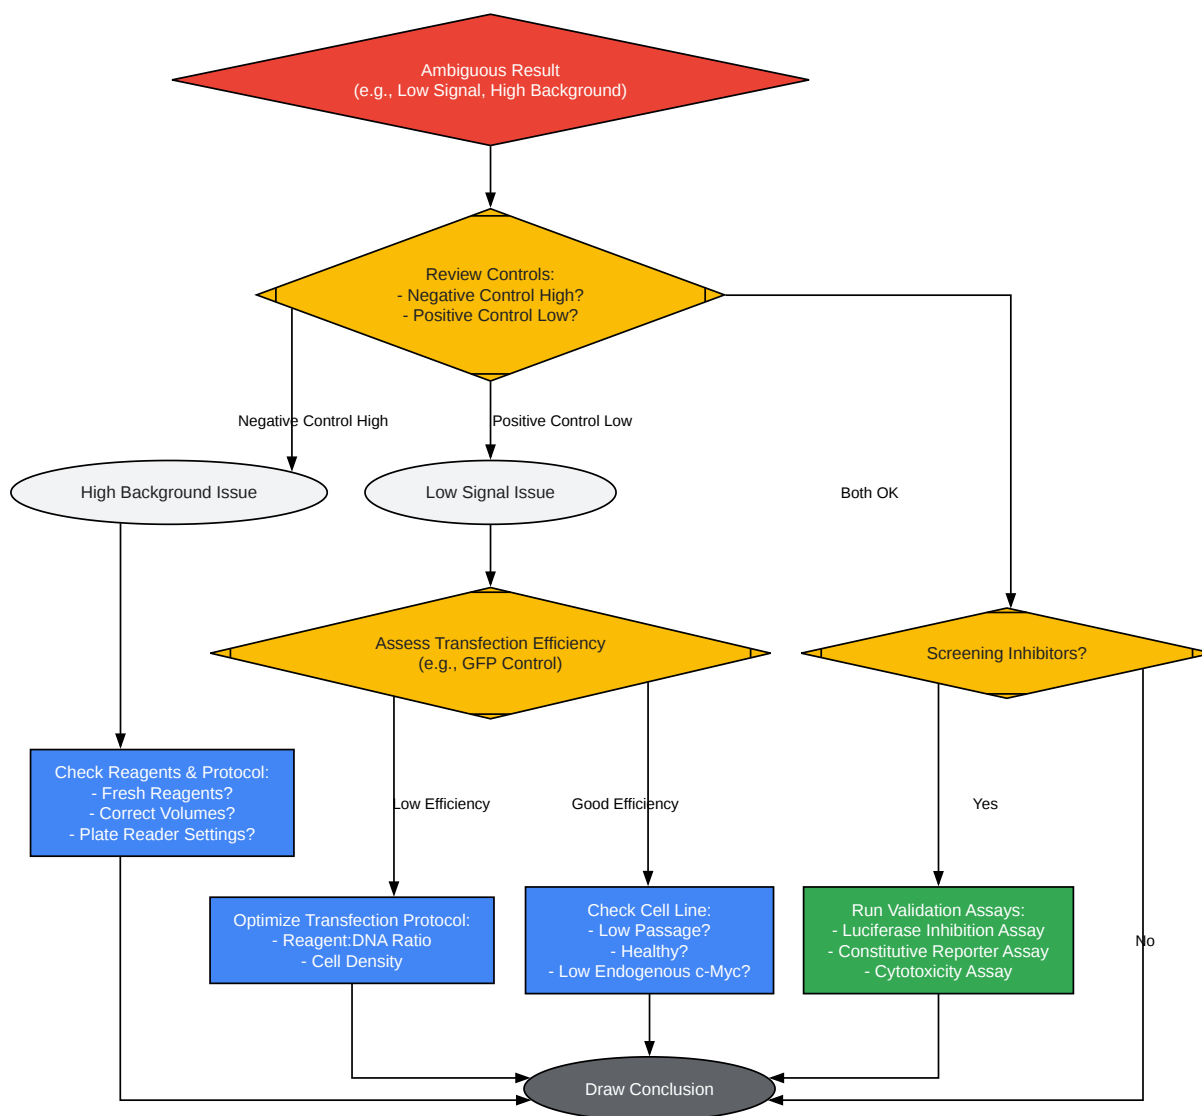 Ambiguous Result
(e.g., Low Signal, High Background)
Review Controls:
- Negative Control High?
- Positive Control Low?
Negative Control High
Positive Control Low
High Background Issue
Low Signal Issue
Both OK
Assess Transfection Efficiency
(e.g., GFP Control)
Screening Inhibitors?
Check Reagents & Protocol:
- Fresh Reagents?
- Correct Volumes?
- Plate Reader Settings?
Low Efficiency
Good Efficiency
Yes
Optimize Transfection Protocol:
- Reagent:DNA Ratio
- Cell Density
Check Cell Line:
- Low Passage?
- Healthy?
- Low Endogenous c-Myc?
Run Validation Assays:
- Luciferase Inhibition Assay
- Constitutive Reporter Assay
- Cytotoxicity Assay
No
Draw Conclusion